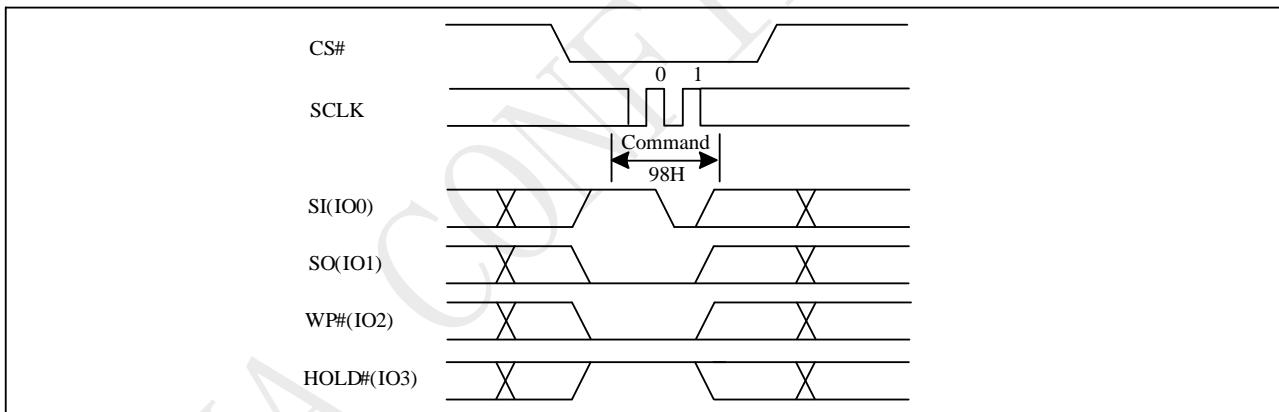 CS#
0 1
SCLK
Command
98H
SI(IO0)
SO(IO1)
WP#(IO2)
HOLD#(IO3)